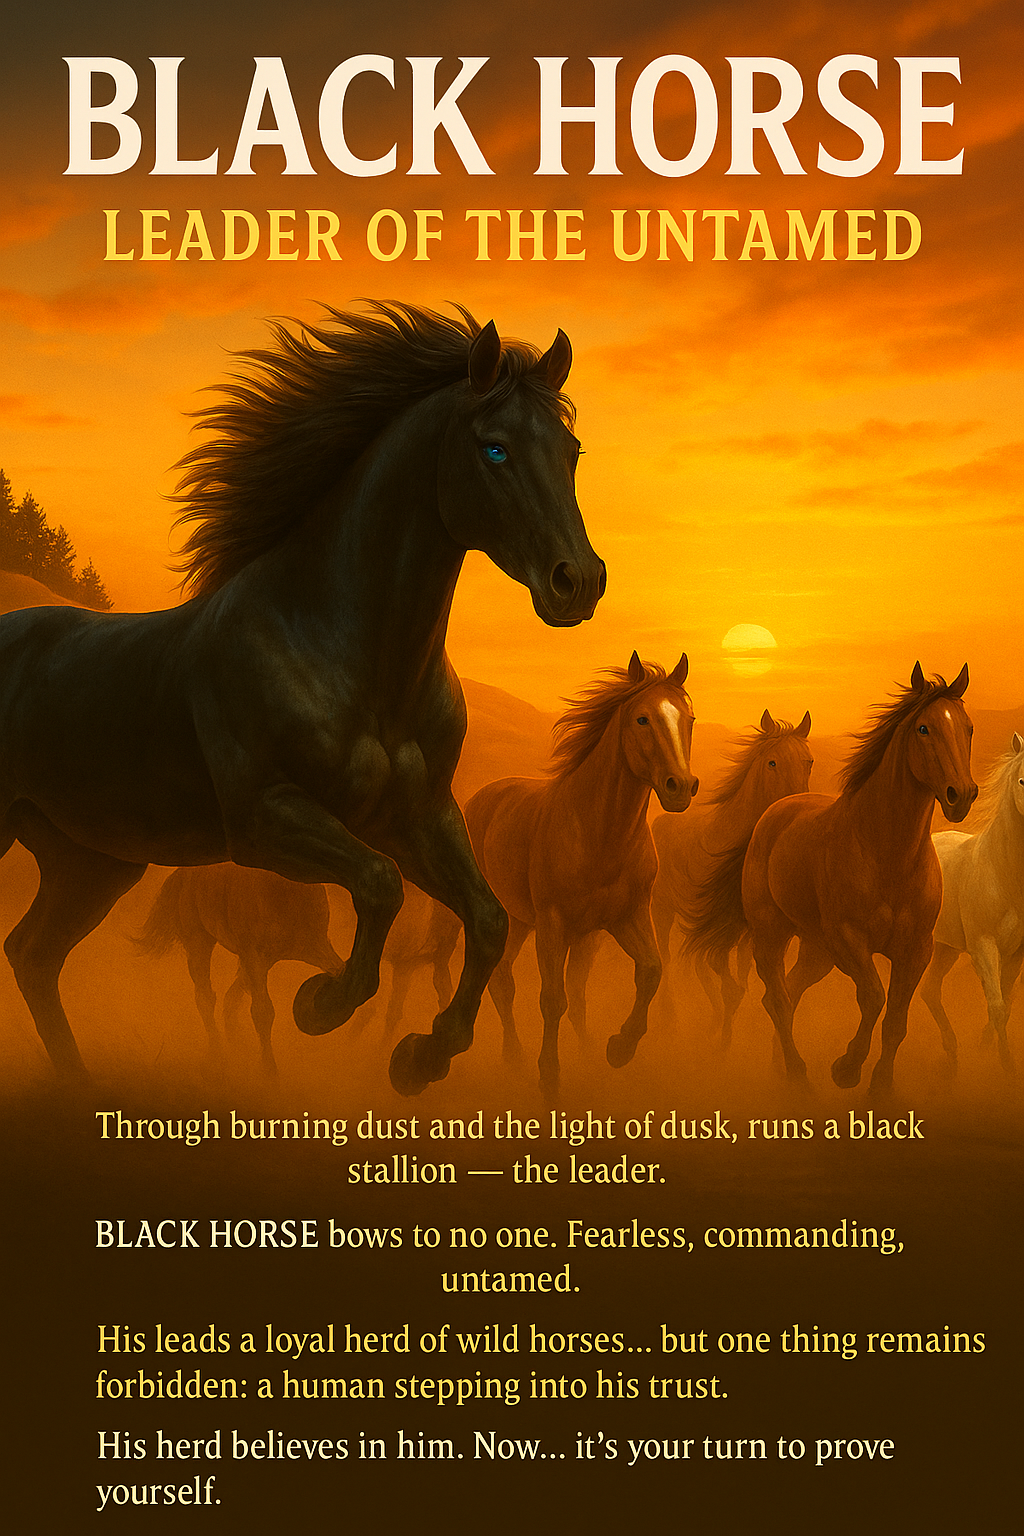 BLACK HORSE
LEADER OF THE UNTAMED
Through burning dust and the light of dusk, runs a black
stallion — the leader.
BLACK HORSE bows to no one. Fearless, commanding,
untamed.
His leads a loyal herd of wild horses... but one thing remains
forbidden: a human stepping into his trust.
His herd believes in him. Now... it’s your turn to prove
yourself.